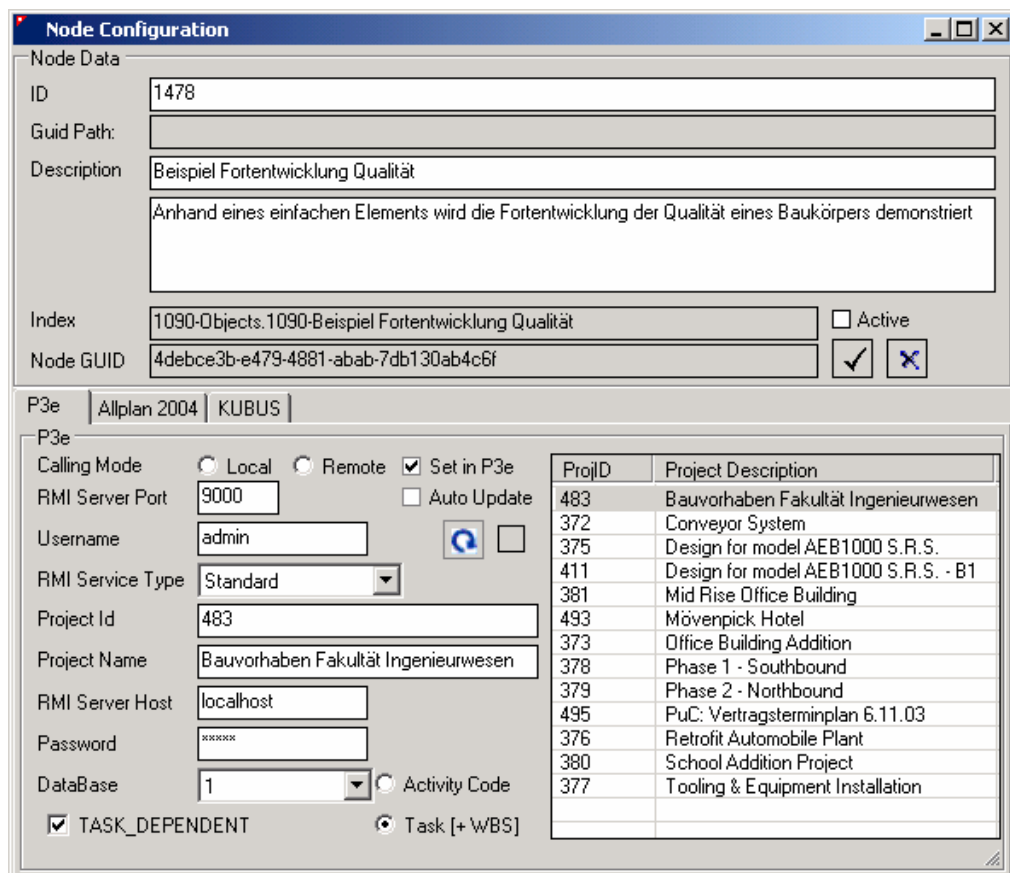 Node Configuration
Node Data
ID 1478
Guid Path:
Description Beispiel Fortentwicklung Qualität
Anhand eines einfachen Elements wird die Fortentwicklung der Qualität eines Baukörpers demonstriert
Index 1090-Objects.1090-Beispiel Fortentwicklung Qualität Active
Node GUID 4debce3b-e479-4881-abab-7db130ab4c6f
P3e Allplan 2004 KUBUS
P3e
Calling Mode Local Remote Set in P3e
RMI Server Port 9000 Auto Update
Username admin
RMI Service Type Standard
Project Id 483
Project Name Bauvorhaben Fakultät Ingenieurwesen
RMI Server Host localhost
Password xxxxx
DataBase 1 Activity Code
TASK_DEPENDENT Task [+ WBS]
ProjID Project Description
483 Bauvorhaben Fakultät Ingenieurwesen
372 Conveyor System
375 Design for model AEB1000 S.R.S.
411 Design for model AEB1000 S.R.S. - B1
381 Mid Rise Office Building
493 Mövenpick Hotel
373 Office Building Addition
378 Phase 1 - Southbound
379 Phase 2 - Northbound
495 PuC: Vertragsterminplan 6.11.03
376 Retrofit Automobile Plant
380 School Addition Project
377 Tooling & Equipment Installation